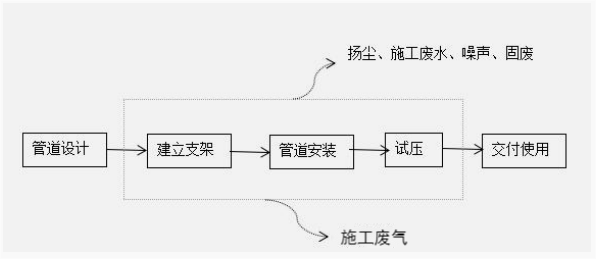 扬尘、施工废水、噪声、固废
管道设计
建立支架
管道安装
试压
交付使用
施工废气